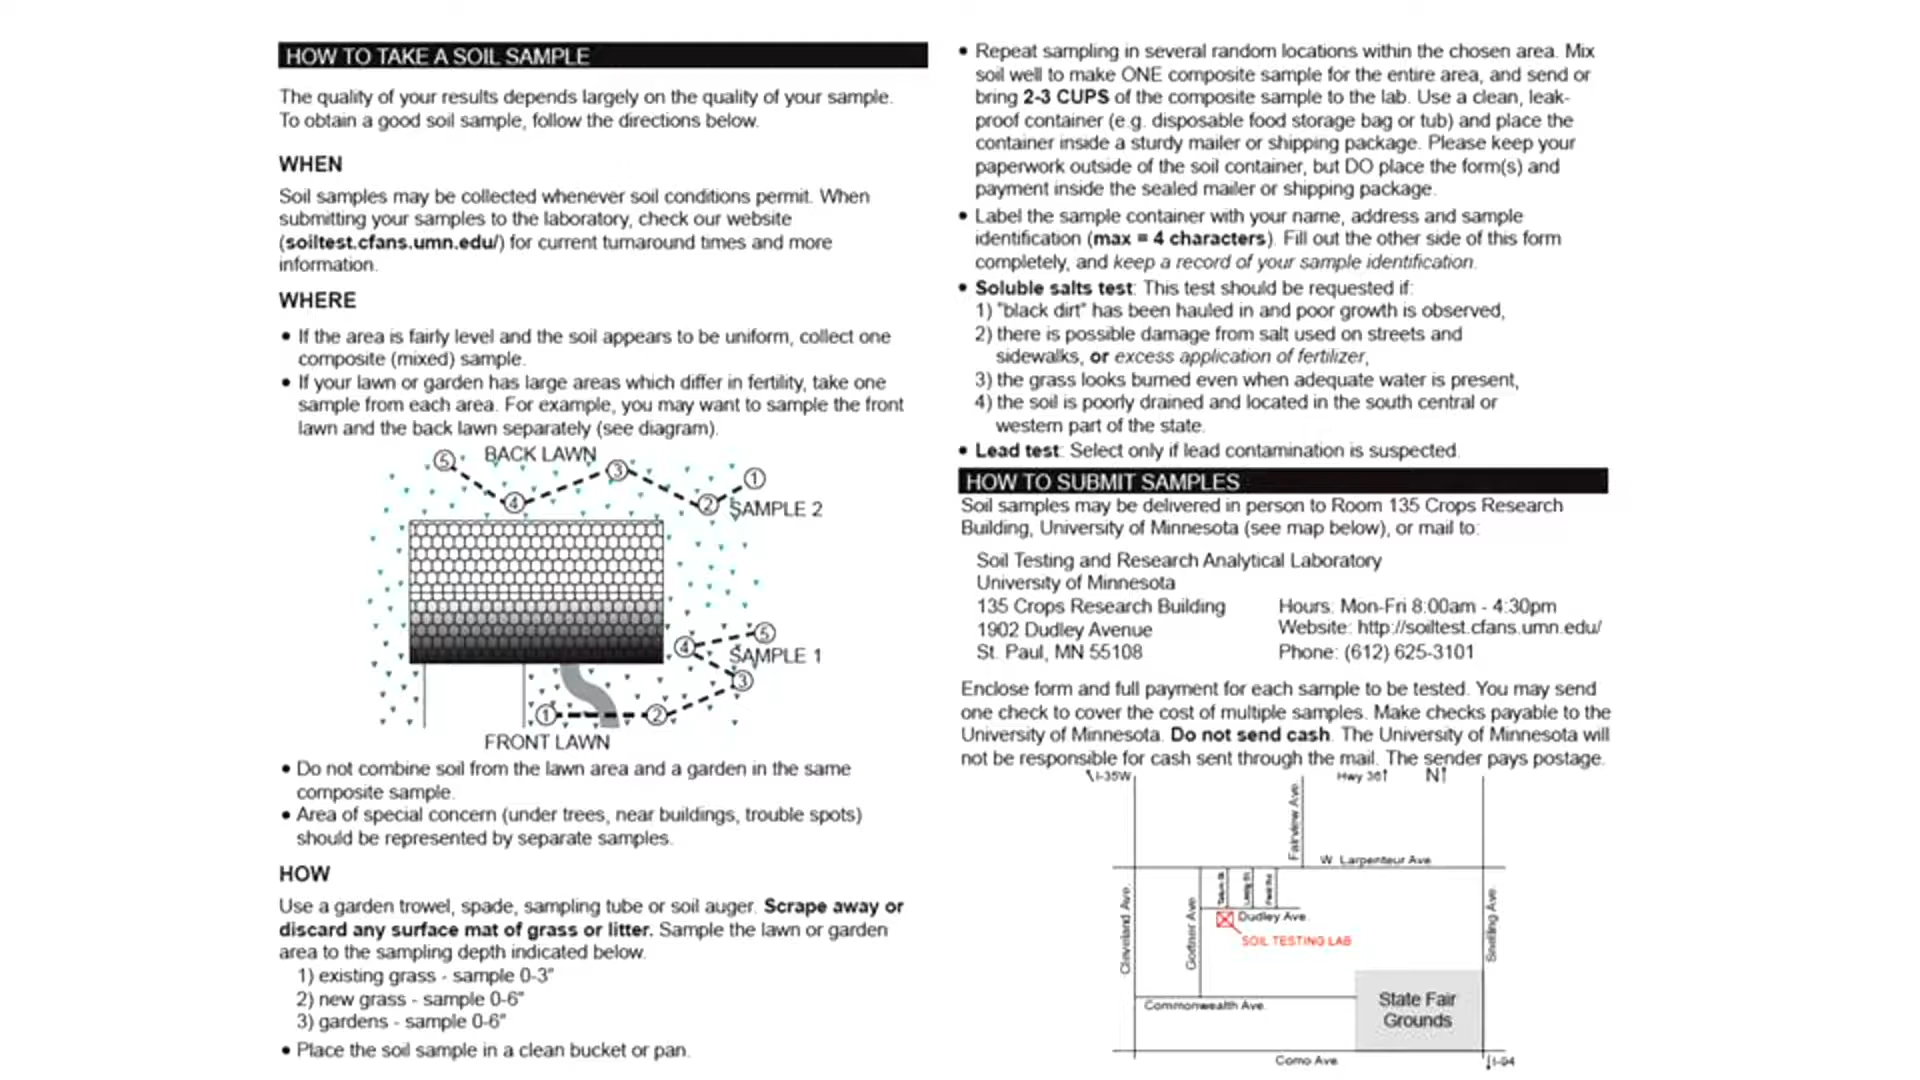 HOW TO TAKE A SOIL SAMPLE
The quality of your results depends largely on the quality of your sample.
To obtain a good soil sample, follow the directions below.
WHEN
Soil samples may be collected whenever soil conditions permit. When
submitting your samples to the laboratory, check our website
(soiltest.cfans.umn.edu/) for current turnaround times and more
information.
WHERE
• If the area is fairly level and the soil appears to be uniform, collect one
composite (mixed) sample.
• If your lawn or garden has large areas which differ in fertility, take one
sample from each area. For example, you may want to sample the front
lawn and the back lawn separately (see diagram).
BACK LAWN
5 4 3 2 1
SAMPLE 2
5 4 3 2 1
SAMPLE 1
FRONT LAWN
• Do not combine soil from the lawn area and a garden in the same
composite sample.
• Area of special concern (under trees, near buildings, trouble spots)
should be represented by separate samples.
HOW
Use a garden trowel, spade, sampling tube or soil auger. Scrape away or
discard any surface mat of grass or litter. Sample the lawn or garden
area to the sampling depth indicated below.
1) existing grass - sample 0-3"
2) new grass - sample 0-6"
3) gardens - sample 0-6"
• Place the soil sample in a clean bucket or pan.
• Repeat sampling in several random locations within the chosen area. Mix
soil well to make ONE composite sample for the entire area, and send or
bring 2-3 CUPS of the composite sample to the lab. Use a clean, leak-
proof container (e.g. disposable food storage bag or tub) and place the
container inside a sturdy mailer or shipping package. Please keep your
paperwork outside of the soil container, but DO place the form(s) and
payment inside the sealed mailer or shipping package.
• Label the sample container with your name, address and sample
identification (max = 4 characters). Fill out the other side of this form
completely, and keep a record of your sample identification.
• Soluble salts test: This test should be requested if:
1) "black dirt" has been hauled in and poor growth is observed,
2) there is possible damage from salt used on streets and
sidewalks, or excess application of fertilizer,
3) the grass looks burned even when adequate water is present,
4) the soil is poorly drained and located in the south central or
western part of the state.
• Lead test: Select only if lead contamination is suspected.
HOW TO SUBMIT SAMPLES
Soil samples may be delivered in person to Room 135 Crops Research
Building, University of Minnesota (see map below), or mail to:
Soil Testing and Research Analytical Laboratory
University of Minnesota
135 Crops Research Building
1902 Dudley Avenue
St. Paul, MN 55108
Hours: Mon-Fri 8:00am - 4:30pm
Website: http://soiltest.cfans.umn.edu/
Phone: (612) 625-3101
Enclose form and full payment for each sample to be tested. You may send
one check to cover the cost of multiple samples. Make checks payable to the
University of Minnesota. Do not send cash. The University of Minnesota will
not be responsible for cash sent through the mail. The sender pays postage.
I-35W
Hwy 36
N
Fairview Ave.
W. Larpenteur Ave.
Cleveland Ave.
Gortner Ave.
Dudley Ave.
SOIL TESTING LAB
Snelling Ave.
Commonwealth Ave.
State Fair
Grounds
Como Ave.
I-94